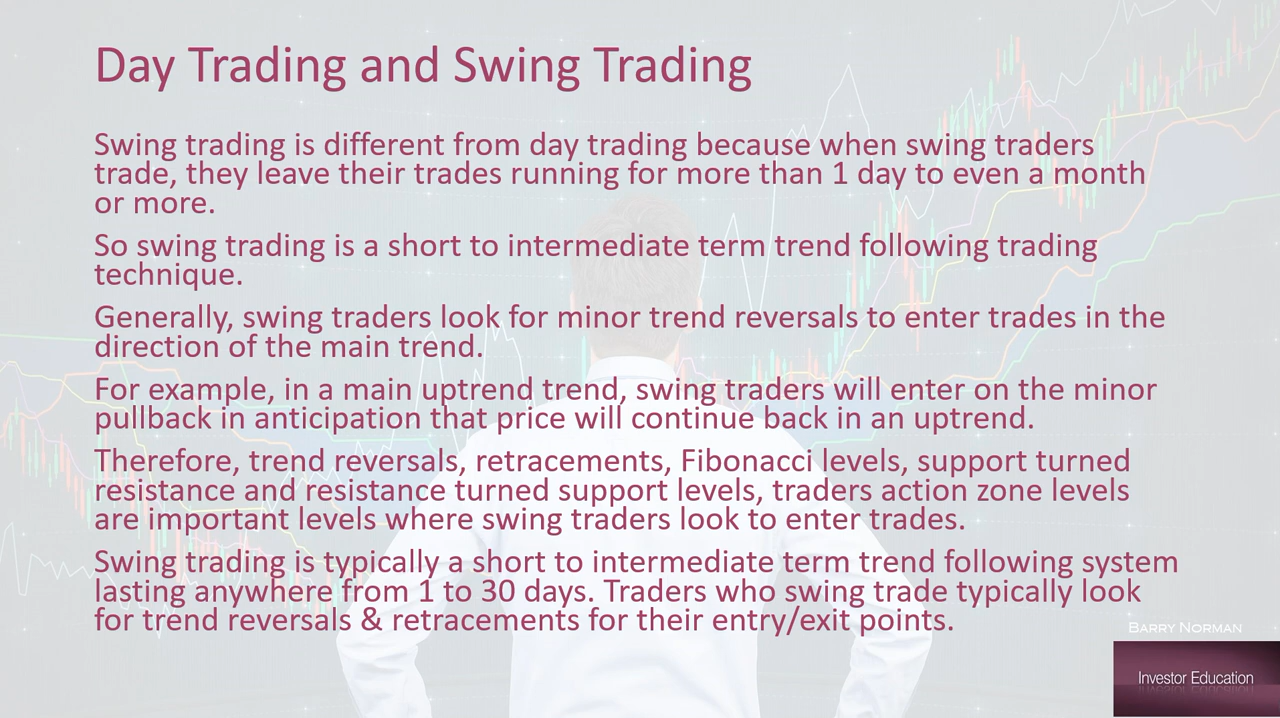 Day Trading and Swing Trading
Swing trading is different from day trading because when swing traders
trade, they leave their trades running for more than 1 day to even a month
or more.
So swing trading is a short to intermediate term trend following trading
technique.
Generally, swing traders look for minor trend reversals to enter trades in the
direction of the main trend.
For example, in a main uptrend trend, swing traders will enter on the minor
pullback in anticipation that price will continue back in an uptrend.
Therefore, trend reversals, retracements, Fibonacci levels, support turned
resistance and resistance turned support levels, traders action zone levels
are important levels where swing traders look to enter trades.
Swing trading is typically a short to intermediate term trend following system
lasting anywhere from 1 to 30 days. Traders who swing trade typically look
for trend reversals & retracements for their entry/exit points.
BARRY NORMAN
Investor Education